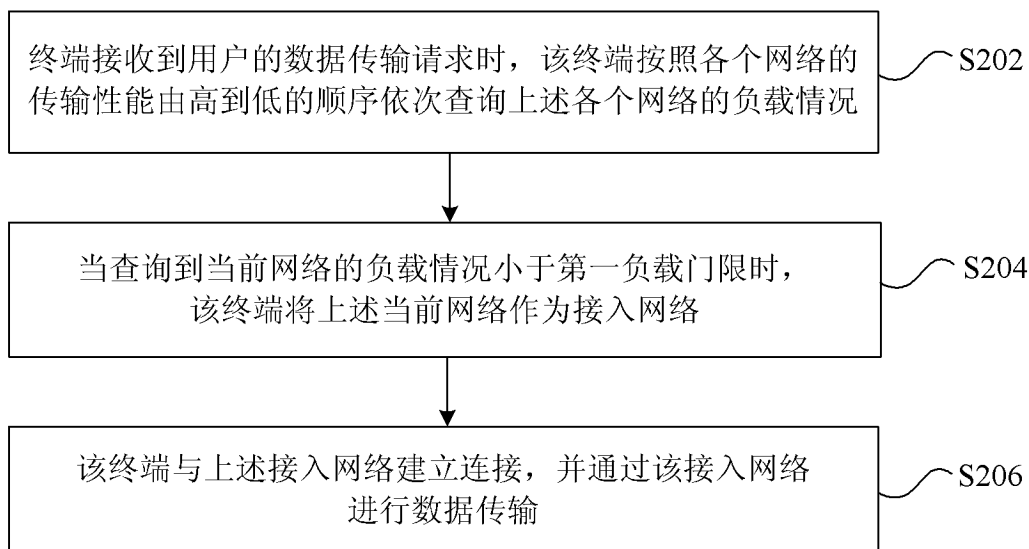 终端接收到用户的数据传输请求时，该终端按照各个网络的
传输性能由高到低的顺序依次查询上述各个网络的负载情况
S202
当查询到当前网络的负载情况小于第一负载门限时，
该终端将上述当前网络作为接入网络
S204
该终端与上述接入网络建立连接，并通过该接入网络
进行数据传输
S206